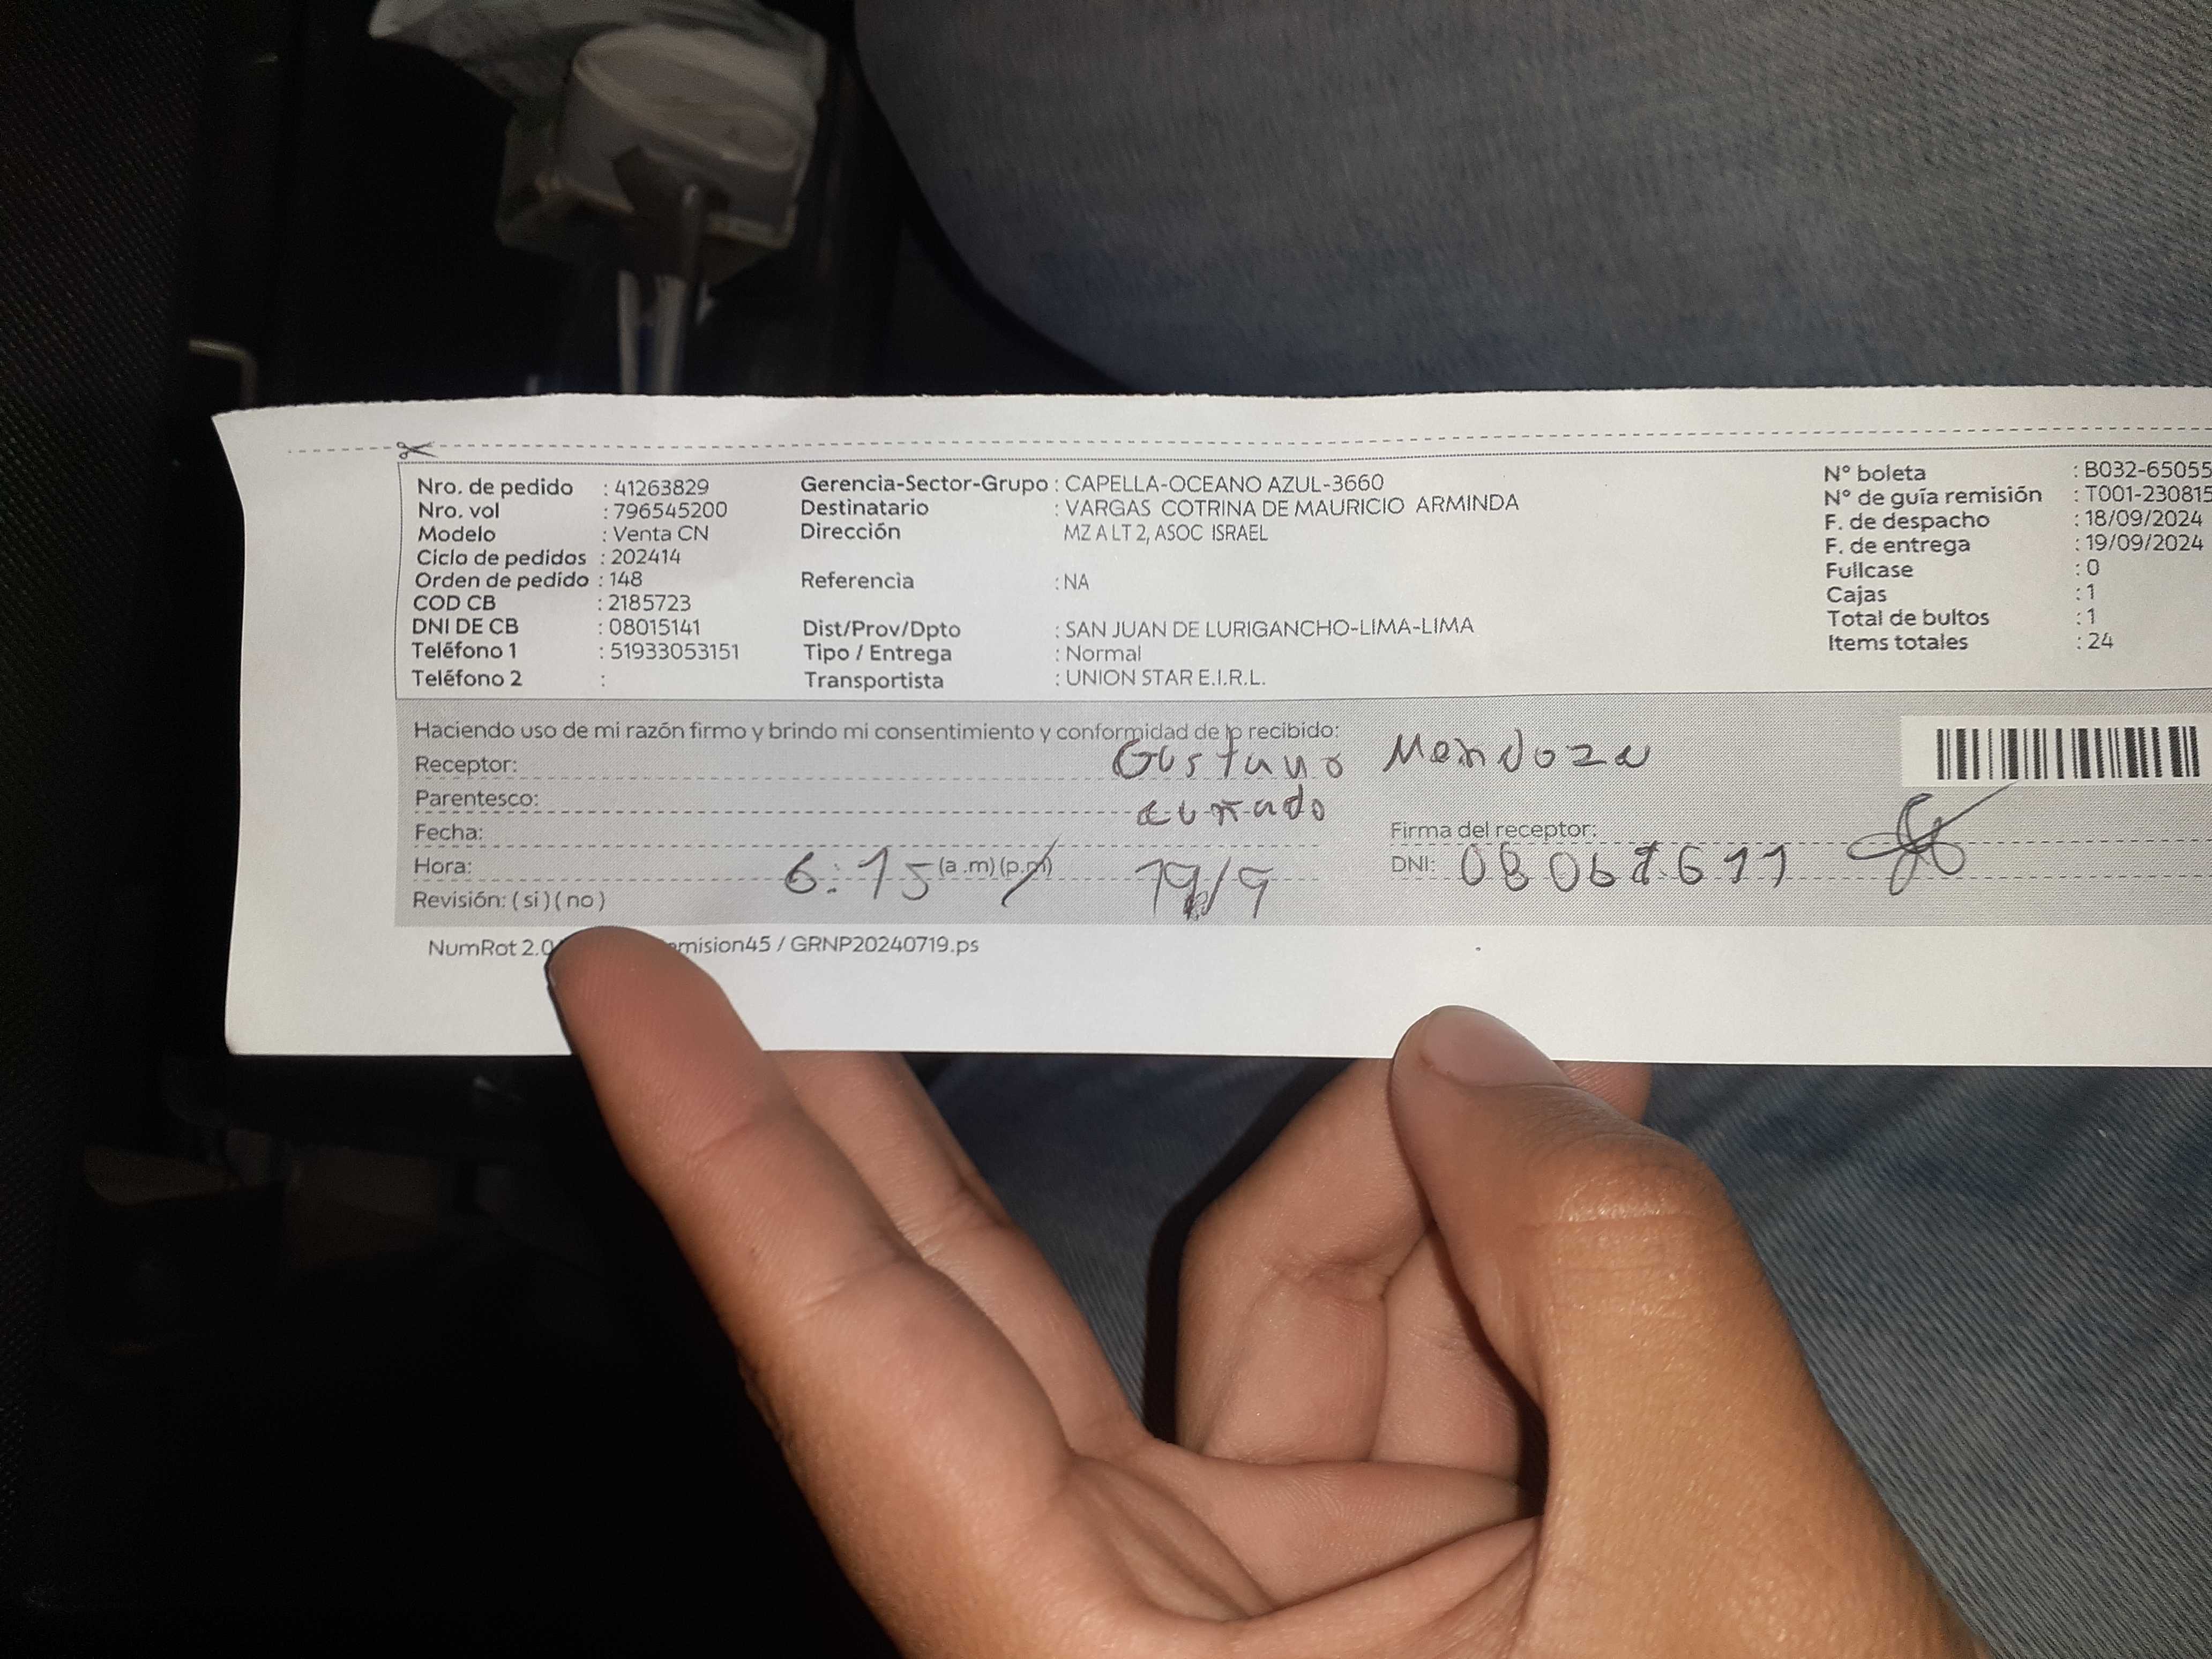 Nro. de pedido : 41263829
Nro. vol : 796545200
Modelo : Venta CN
Ciclo de pedidos : 202414
Orden de pedido : 148
COD CB : 2185723
DNI DE CB : 08015141
Teléfono 1 : 51933053151
Teléfono 2 :
Gerencia-Sector-Grupo : CAPELLA-OCEANO AZUL-3660
Destinatario : VARGAS COTRINA DE MAURICIO ARMINDA
Dirección MZ A LT 2, ASOC ISRAEL
Referencia : NA
Dist/Prov/Dpto : SAN JUAN DE LURIGANCHO-LIMA-LIMA
Tipo / Entrega : Normal
Transportista : UNION STAR E.I.R.L.
N° boleta : B032-65055
N° de guía remisión : T001-230815
F. de despacho : 18/09/2024
F. de entrega : 19/09/2024
Fullcase : 0
Cajas : 1
Total de bultos : 1
Items totales : 24
Haciendo uso de mi razón firmo y brindo mi consentimiento y conformidad de lo recibido:
Receptor: Gustavo Mendoza
Parentesco: cuñado
Fecha: 19/9
Hora: 6:15 (a.m) (p.m)
Revisión: ( si ) ( no )
Firma del receptor:
DNI:
NumRot 2.0 emision45 / GRNP20240719.ps